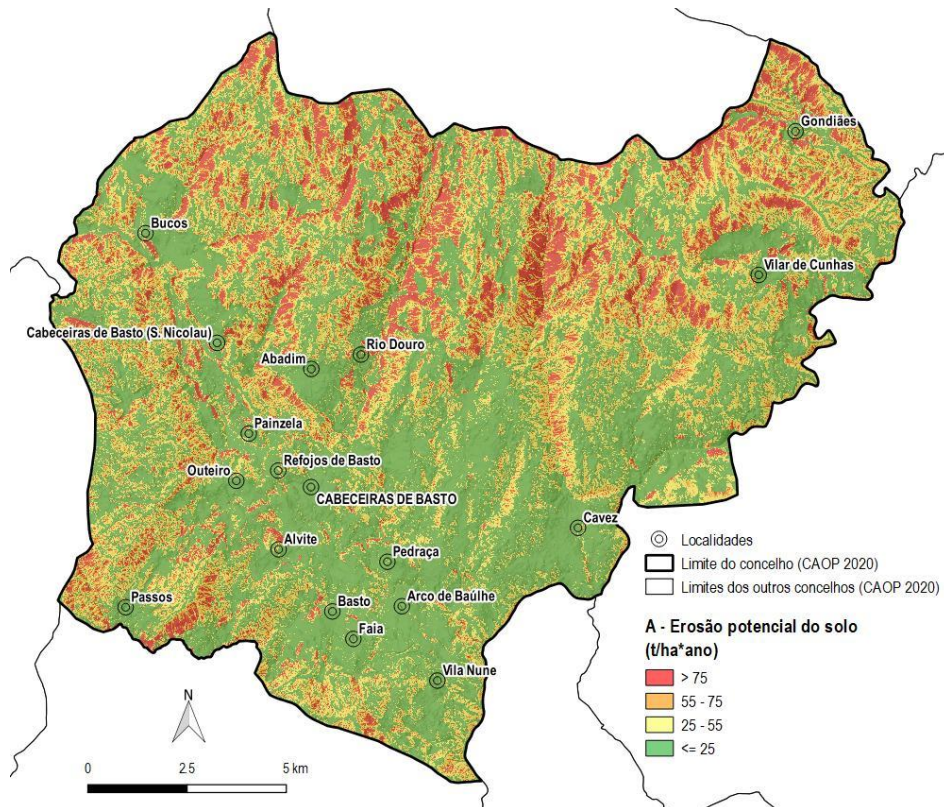 Gondiães
Bucos
Vilar de Cunhas
Cabeceiras de Basto (S. Nicolau)
Rio Douro
Abadim
Painzela
Refojos de Basto
Outeiro
CABECEIRAS DE BASTO
Cavez
Alvite
Pedraça
Passos
Basto
Arco de Baúlhe
Faia
Vila Nune
Localidades
Limite do concelho (CAOP 2020)
Limites dos outros concelhos (CAOP 2020)
A - Erosão potencial do solo
(t/ha*ano)
> 75
55 - 75
25 - 55
<= 25
N
0 2.5 5 km